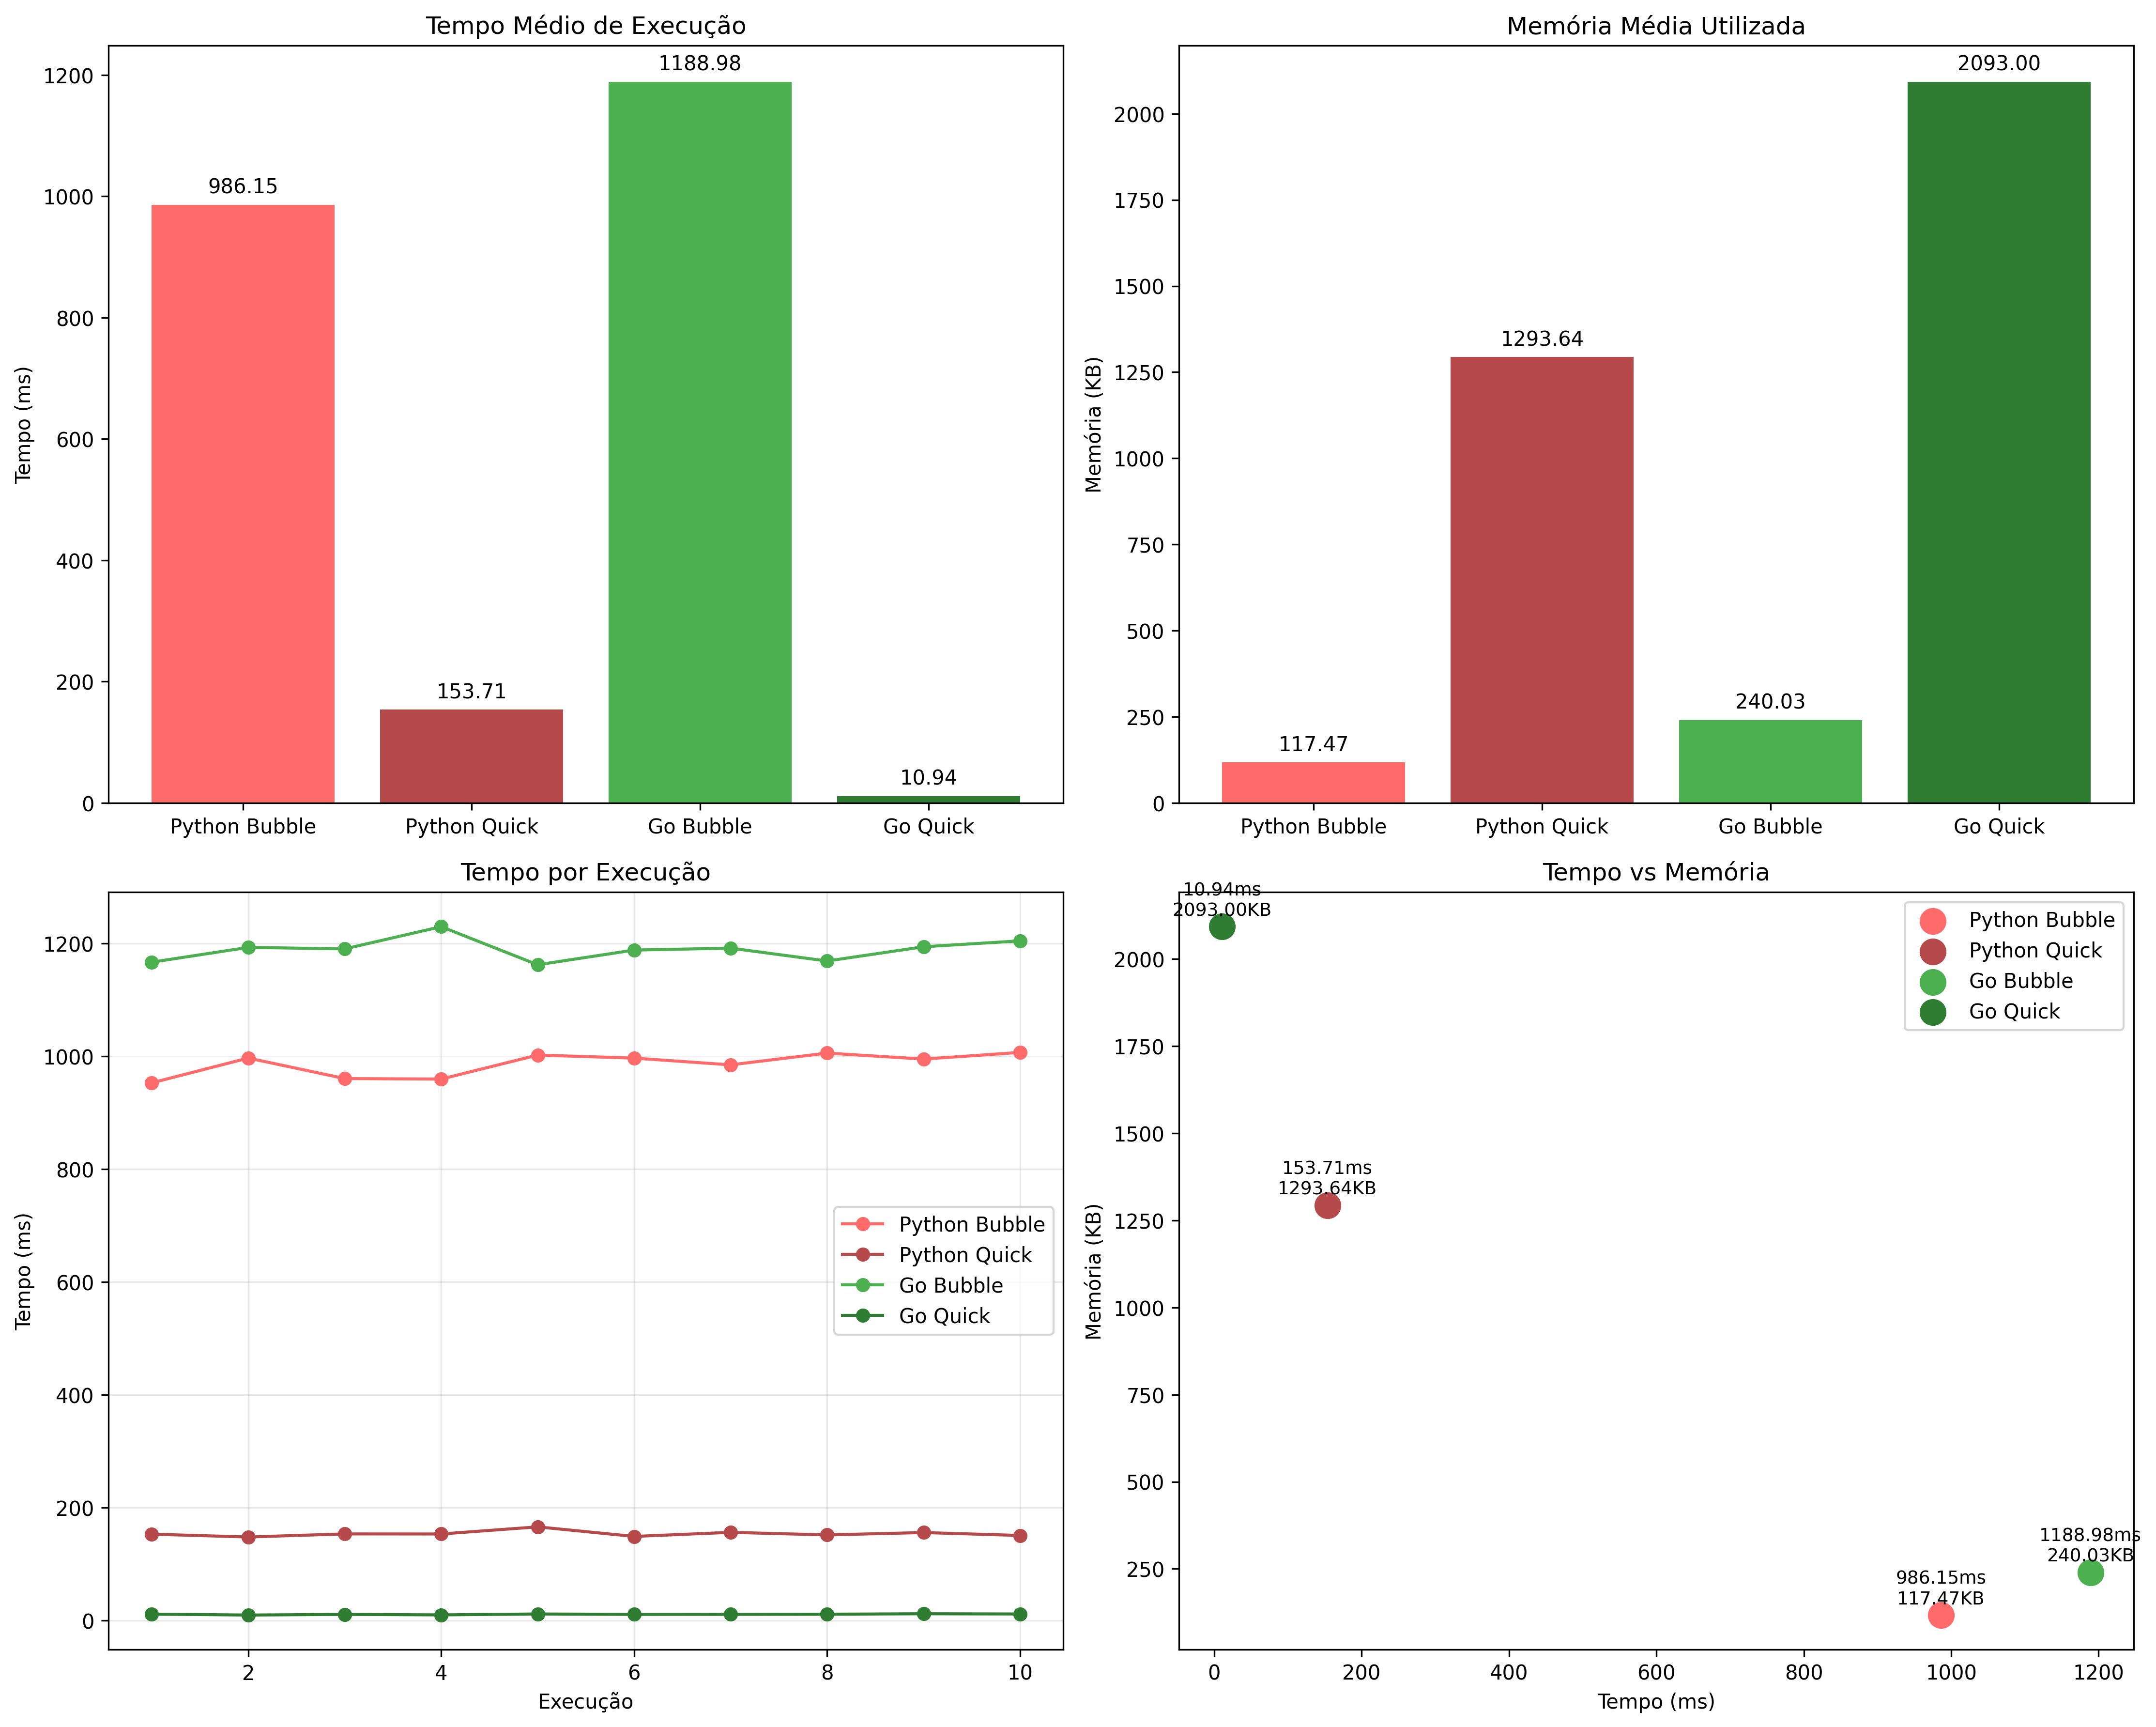 Tempo Médio de Execução
Tempo (ms)
1200
1000
800
600
400
200
0
986.15
153.71
1188.98
10.94
Python Bubble
Python Quick
Go Bubble
Go Quick
Memória Média Utilizada
Memória (KB)
2000
1750
1500
1250
1000
750
500
250
0
117.47
1293.64
240.03
2093.00
Python Bubble
Python Quick
Go Bubble
Go Quick
Tempo por Execução
Tempo (ms)
1200
1000
800
600
400
200
0
Python Bubble
Python Quick
Go Bubble
Go Quick
2
4
6
8
10
Execução
Tempo vs Memória
Memória (KB)
2000
1750
1500
1250
1000
750
500
250
10.94ms
2093.00KB
153.71ms
1293.64KB
986.15ms
117.47KB
1188.98ms
240.03KB
Python Bubble
Python Quick
Go Bubble
Go Quick
0
200
400
600
800
1000
1200
Tempo (ms)